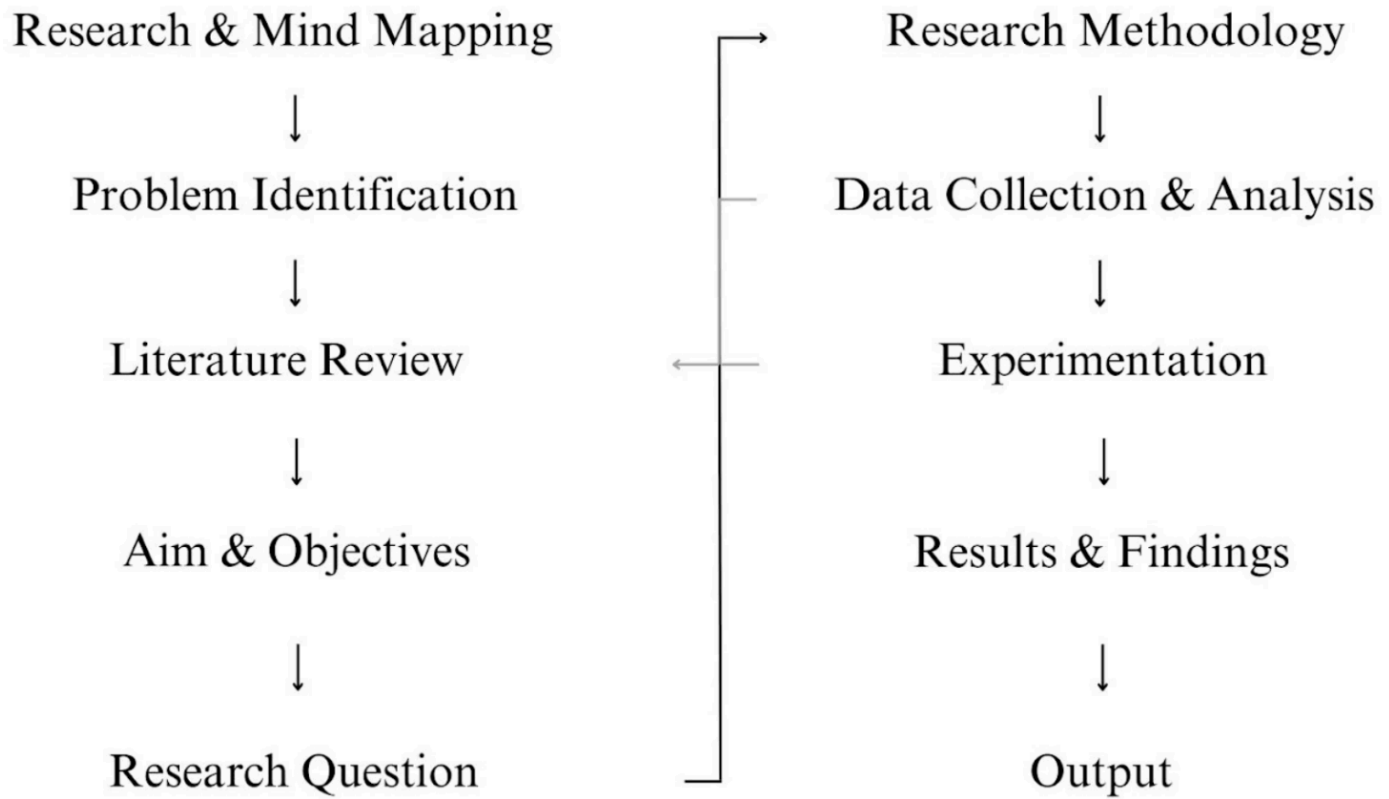 Research & Mind Mapping
Problem Identification
Literature Review
Aim & Objectives
Research Question
Research Methodology
Data Collection & Analysis
Experimentation
Results & Findings
Output